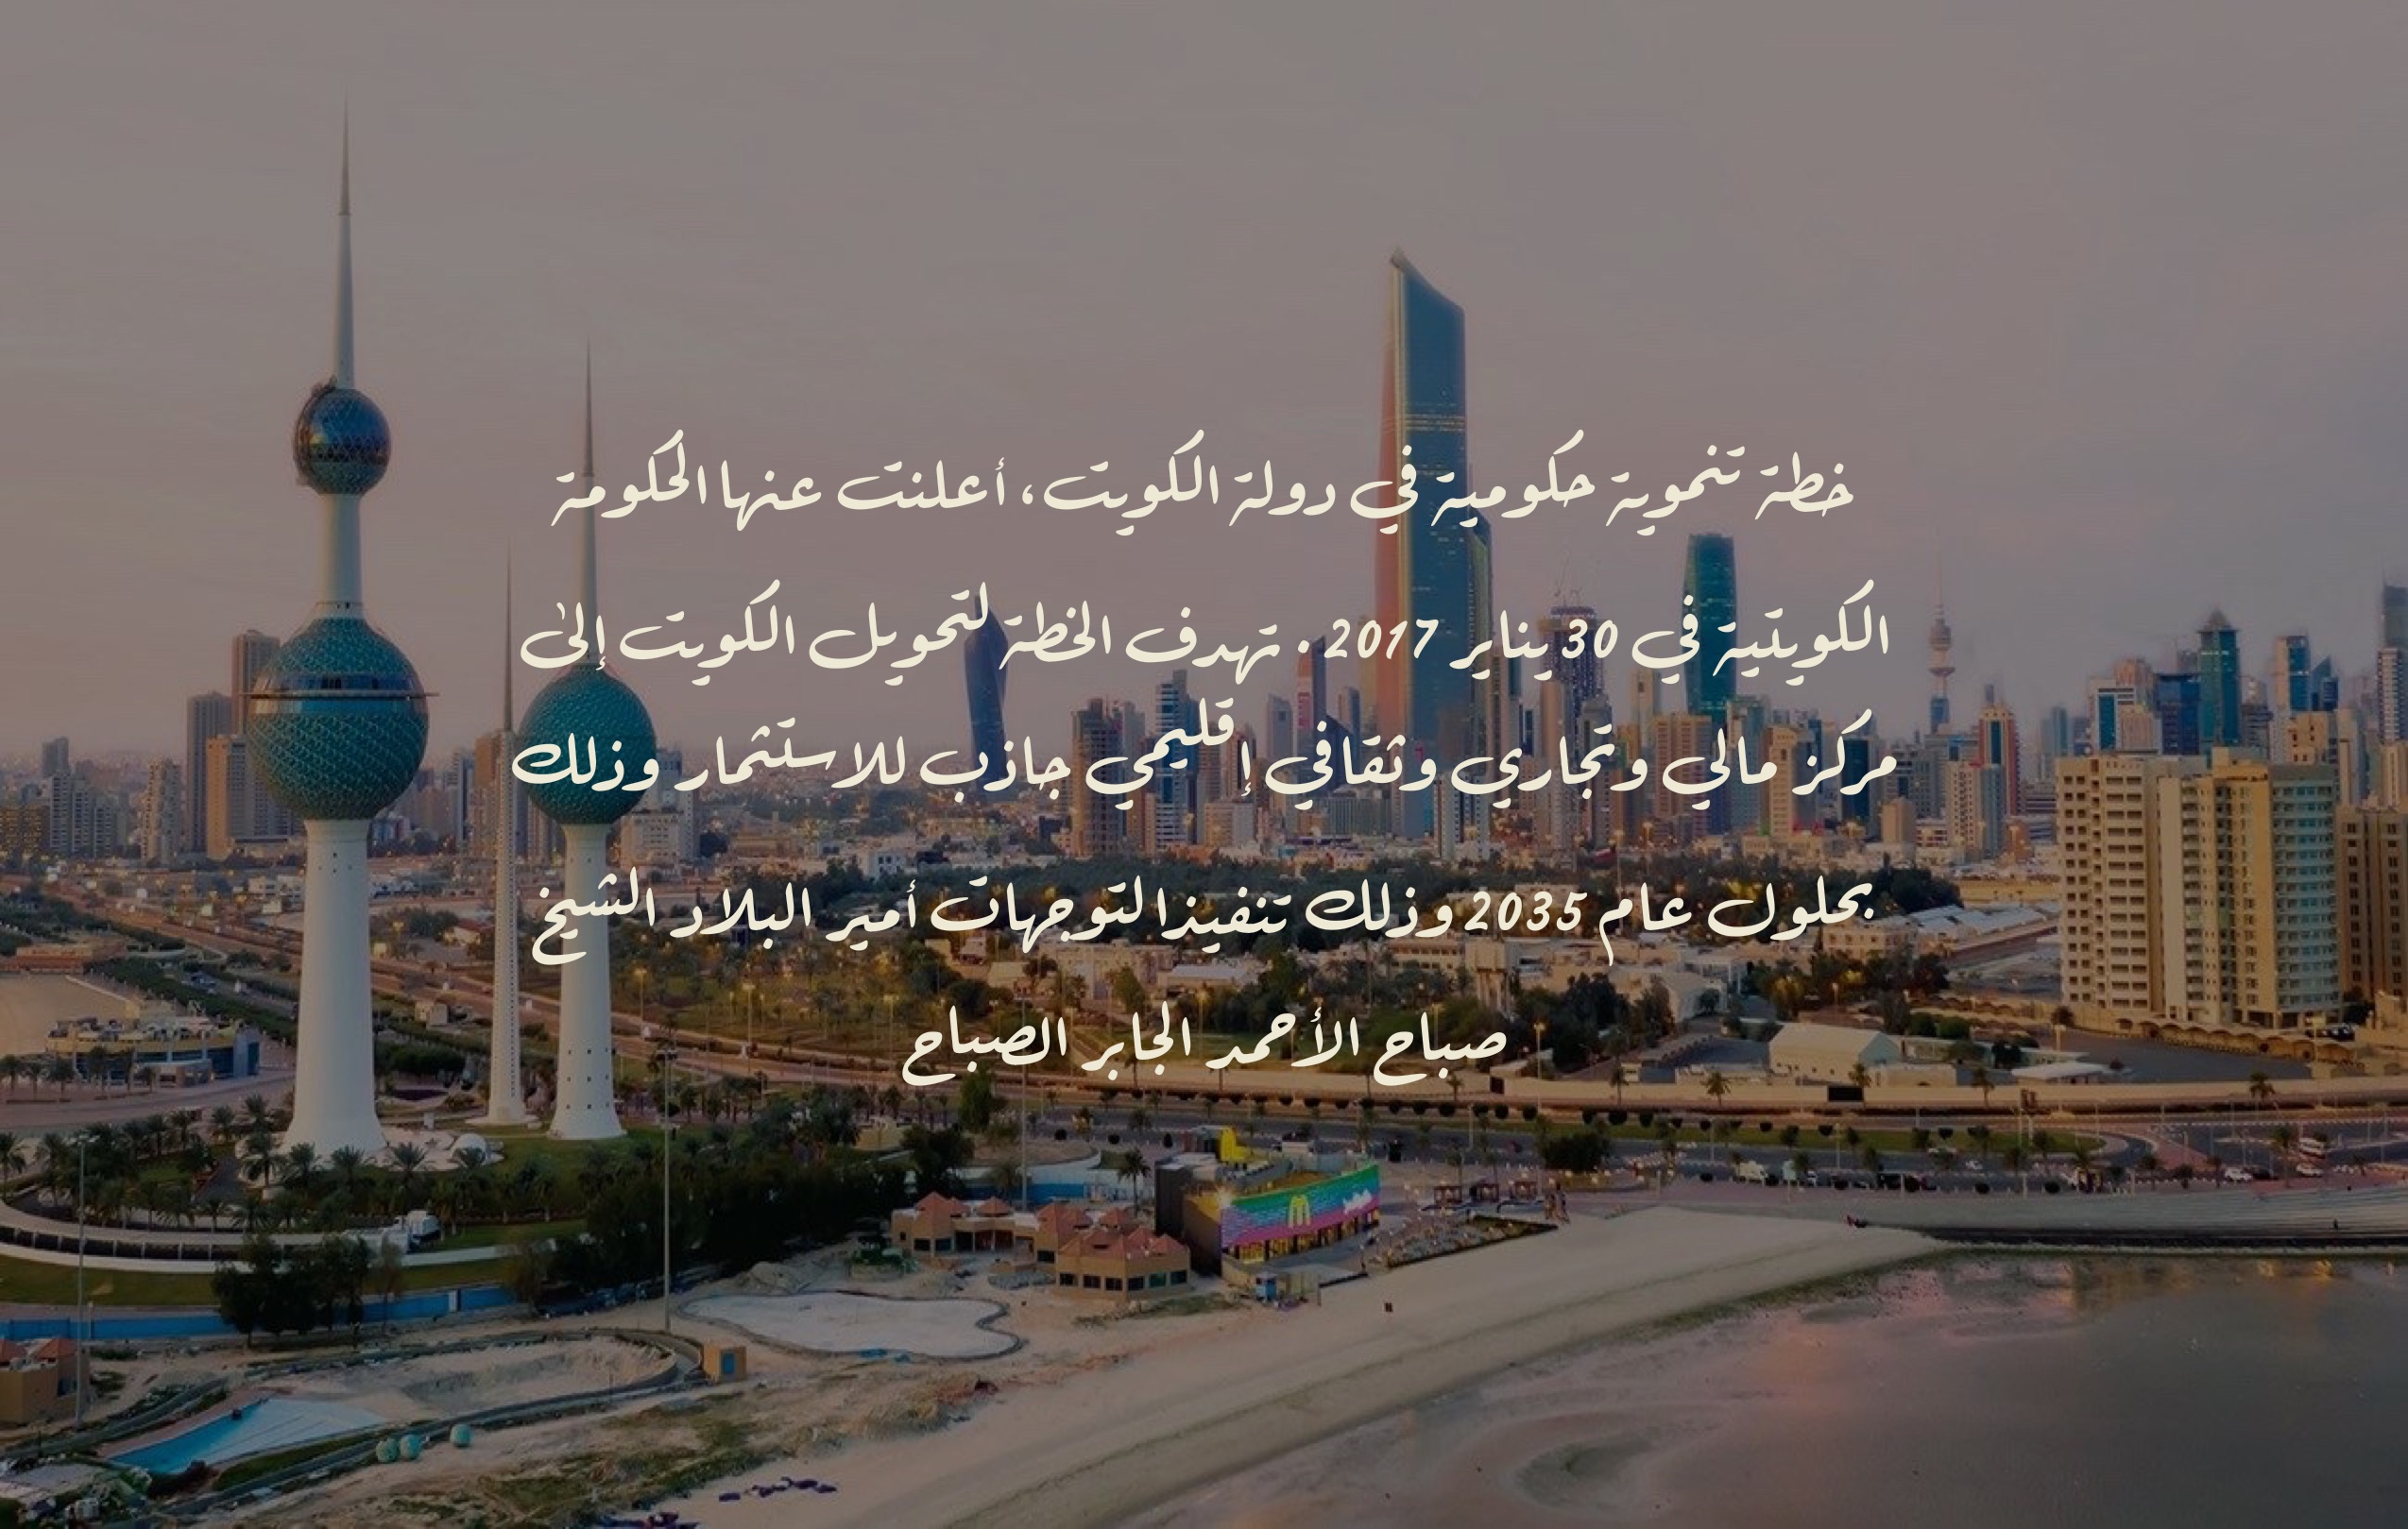 خطة تنموية حكومية في دولة الكويت، أعلنت عنها الحكومة
الكويتية في 30 يناير 2017. تهدف الخطة لتحويل الكويت إلى
مركز مالي وتجاري وثقافي إقليمي جاذب للاستثمار وذلك
بحلول عام 2035 وذلك تنفيذا لتوجهات أمير البلاد الشيخ
صباح الأحمد الجابر الصباح